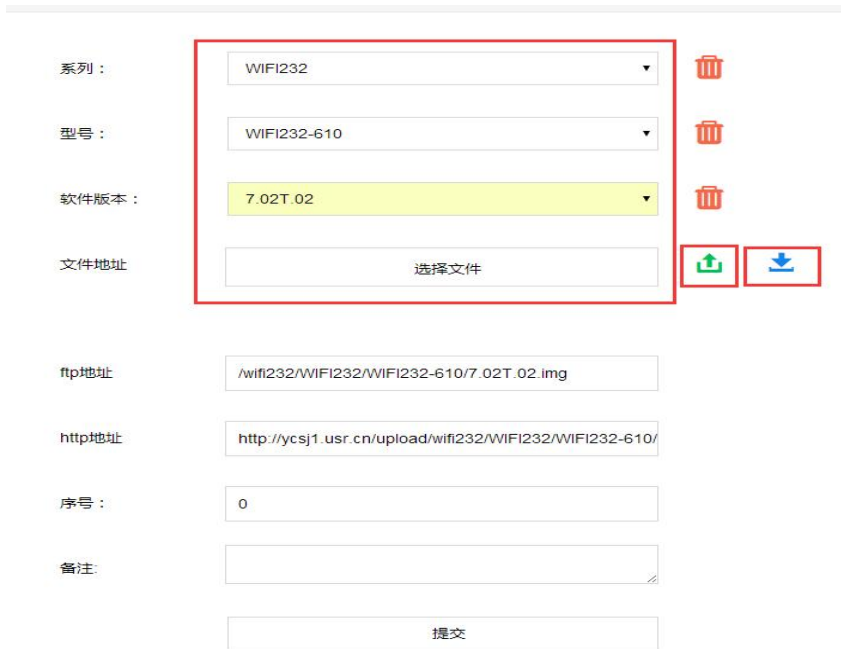 系列： WIFI232
型号： WIFI232-610
软件版本： 7.02T.02
文件地址 选择文件
ftp地址 /wifi232/WIFI232/WIFI232-610/7.02T.02.img
http地址 http://ycsj1.usr.cn/upload/wifi232/WIFI232/WIFI232-610/
序号： 0
备注:
提交